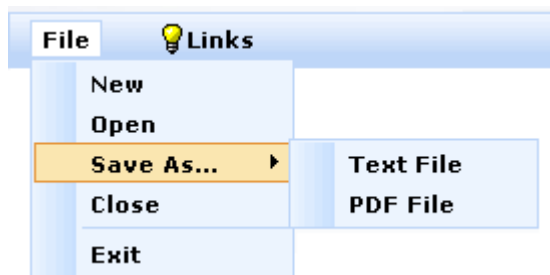 File Links
New
Open
Save As... Text File
Close PDF File
Exit